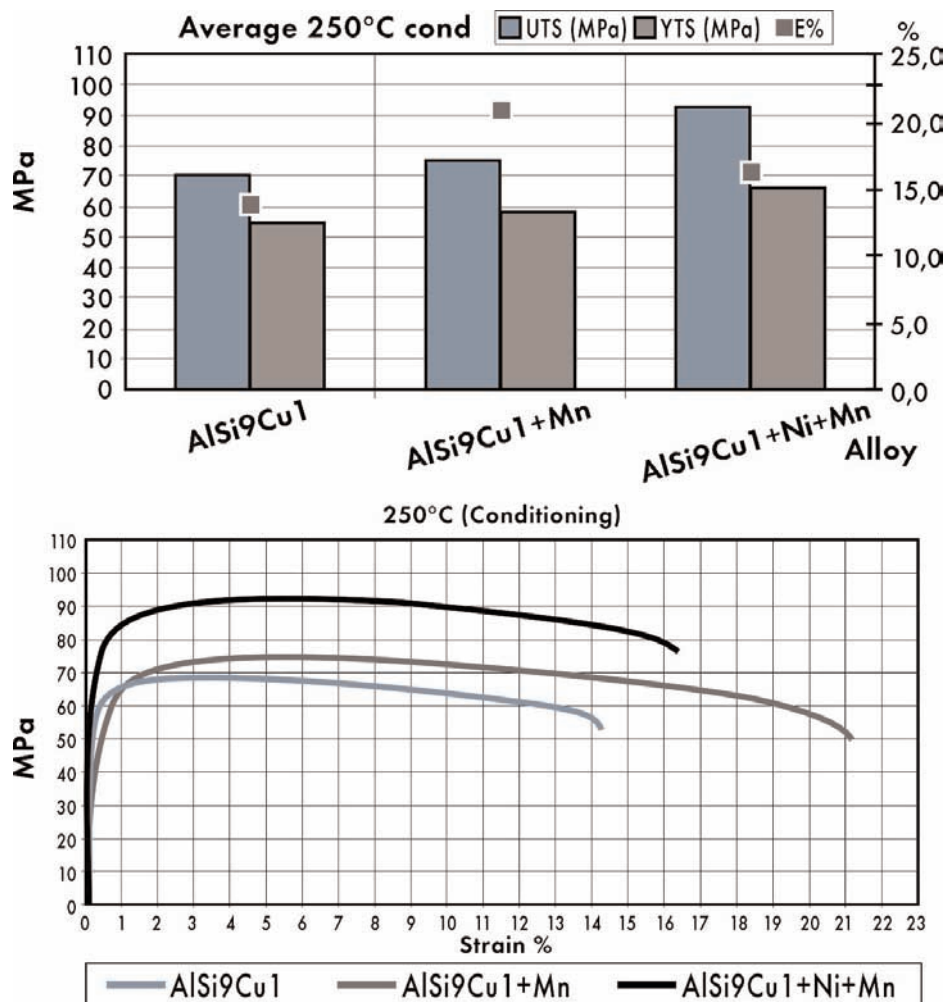 Average 250°C cond UTS (MPa) YTS (MPa) E% %
110
100
90
80
70
60
50
40
30
20
10
0
MPa
25,0
20,0
15,0
10,0
5,0
0,0
AlSi9Cu1
AlSi9Cu1+Mn
AlSi9Cu1+Ni+Mn
Alloy
250°C (Conditioning)
110
100
90
80
70
60
50
40
30
20
10
0
MPa
0 1 2 3 4 5 6 7 8 9 10 11 12 13 14 15 16 17 18 19 20 21 22 23
Strain %
AlSi9Cu1 AlSi9Cu1+Mn AlSi9Cu1+Ni+Mn